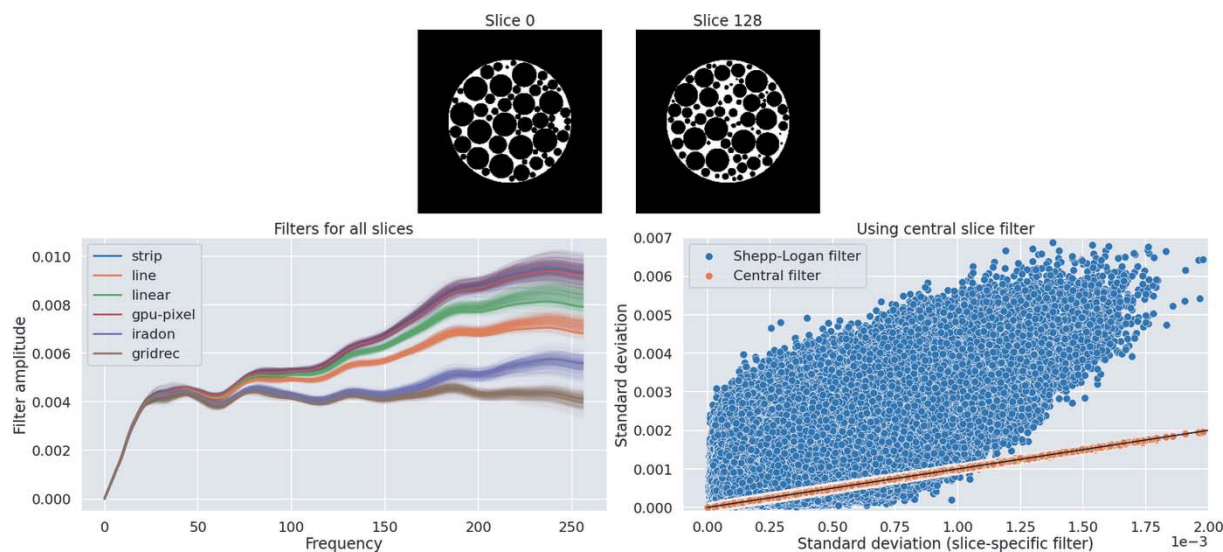 Slice 0
Slice 128
Filters for all slices
0.010
0.008
0.006
0.004
0.002
0.000
Filter amplitude
strip
line
linear
gpu-pixel
iradon
gridrec
0 50 100 150 200 250
Frequency
Using central slice filter
0.007
0.006
0.005
0.004
0.003
0.002
0.001
0.000
Standard deviation
Shepp-Logan filter
Central filter
0.00 0.25 0.50 0.75 1.00 1.25 1.50 1.75 2.00
1e−3
Standard deviation (slice-specific filter)